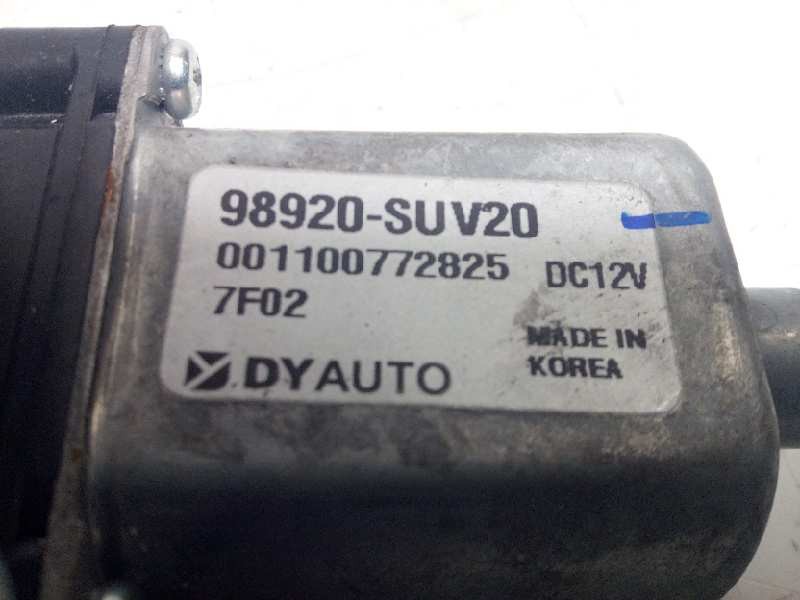 98920-SUV20
001100772825 DC12V
7F02
MADE IN
KOREA
DYAUTO